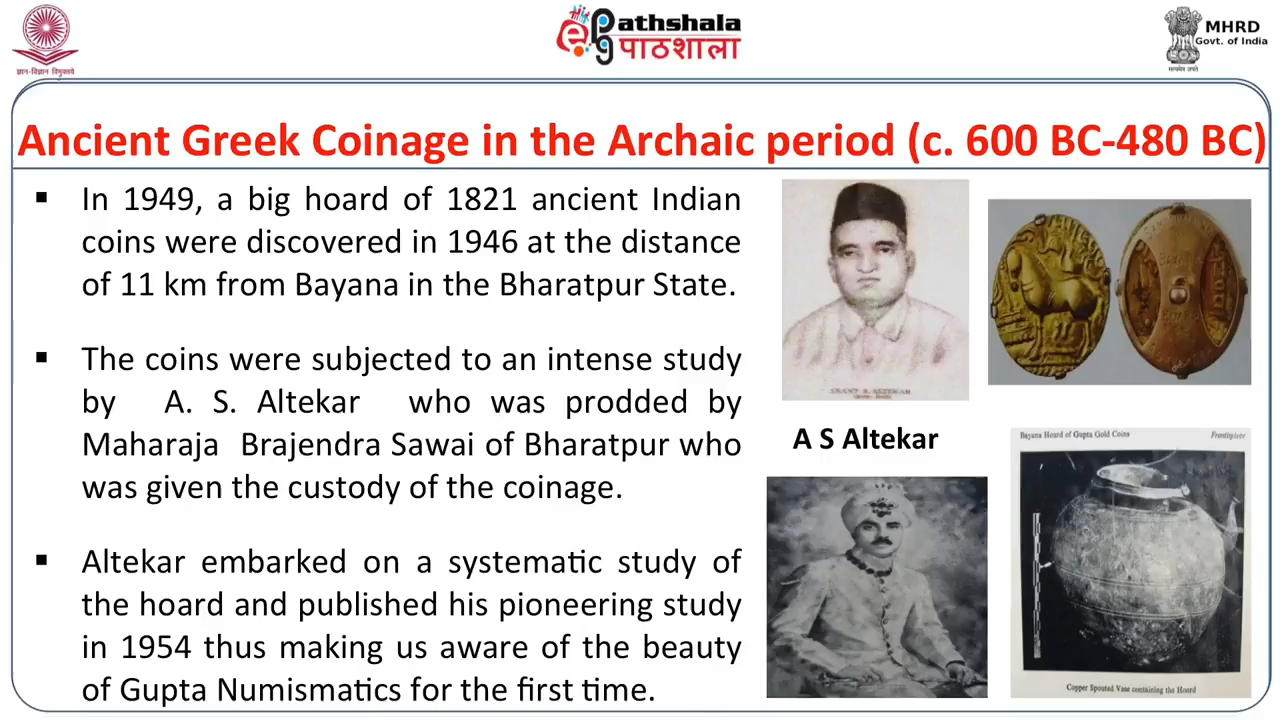 ज्ञान-विज्ञान विमुक्तये
ePg Pathshala
पाठशाला
MHRD
Govt. of India
सत्यमेव जयते
Ancient Greek Coinage in the Archaic period (c. 600 BC-480 BC)
▪ In 1949, a big hoard of 1821 ancient Indian
coins were discovered in 1946 at the distance
of 11 km from Bayana in the Bharatpur State.
▪ The coins were subjected to an intense study
by A. S. Altekar who was prodded by
Maharaja Brajendra Sawai of Bharatpur who
was given the custody of the coinage.
▪ Altekar embarked on a systematic study of
the hoard and published his pioneering study
in 1954 thus making us aware of the beauty
of Gupta Numismatics for the first time.
A S Altekar
Bayana Hoard of Gupta Gold Coins Frontispiece
Copper Spouted Vase containing the Hoard